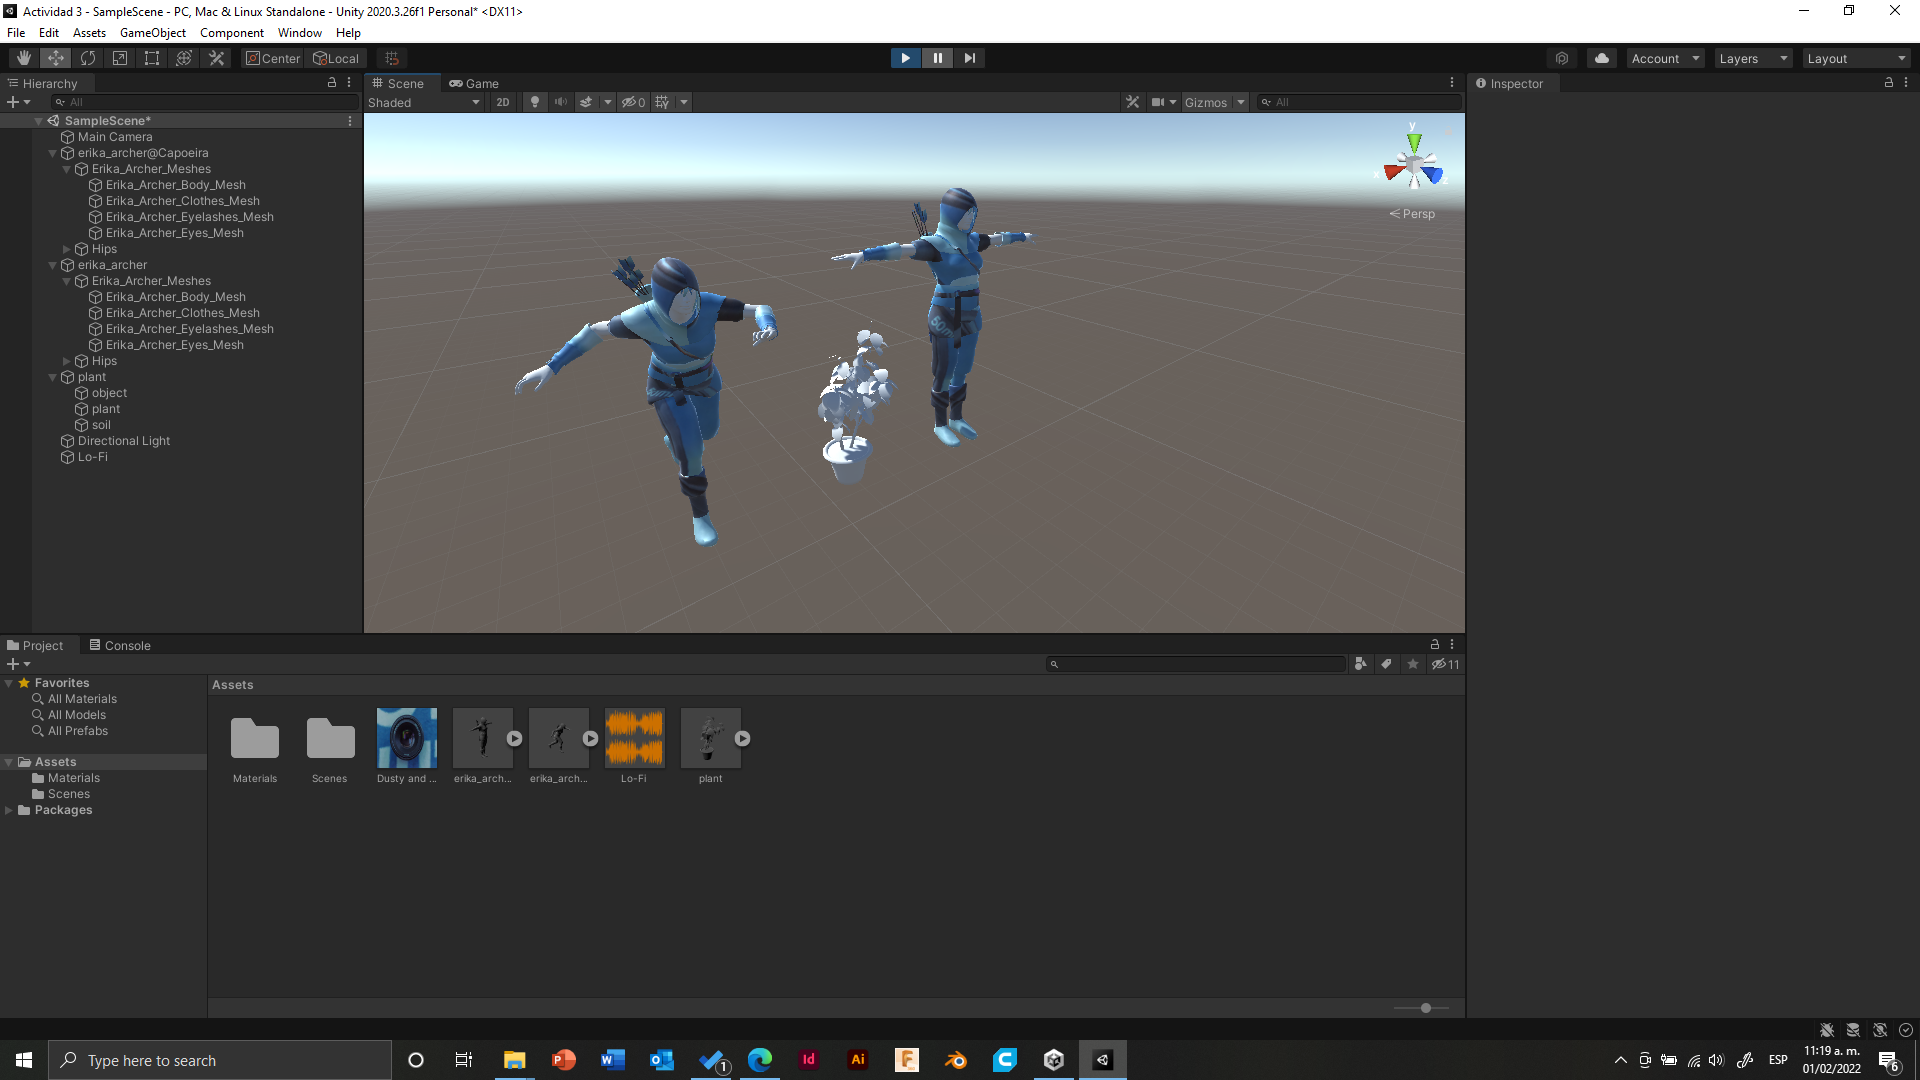 Actividad 3 - SampleScene - PC, Mac & Linux Standalone - Unity 2020.3.26f1 Personal* <DX11>
File Edit Assets GameObject Component Window Help
Center Local
Account Layers Layout
Hierarchy
All
SampleScene*
Main Camera
erika_archer@Capoeira
Erika_Archer_Meshes
Erika_Archer_Body_Mesh
Erika_Archer_Clothes_Mesh
Erika_Archer_Eyelashes_Mesh
Erika_Archer_Eyes_Mesh
Hips
erika_archer
Erika_Archer_Meshes
Erika_Archer_Body_Mesh
Erika_Archer_Clothes_Mesh
Erika_Archer_Eyelashes_Mesh
Erika_Archer_Eyes_Mesh
Hips
plant
object
plant
soil
Directional Light
Lo-Fi
Scene Game
Shaded 2D 0 Gizmos All
y
x z
Persp
50m
Inspector
Project Console
11
Favorites
All Materials
All Models
All Prefabs
Assets
Materials
Scenes
Packages
Assets
Materials Scenes Dusty and ... erika_arch... erika_arch... Lo-Fi plant
Type here to search
P W 1 Id Ai F
ESP
11:19 a. m.
01/02/2022
6